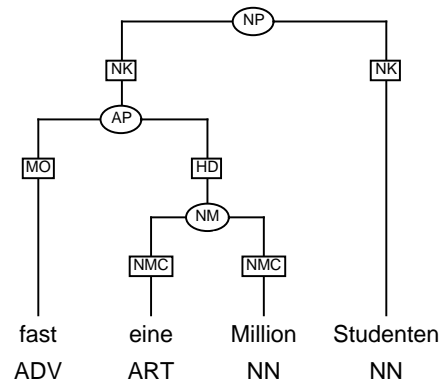 NP
NK NK
AP
MO HD
NM
NMC NMC
fast eine Million Studenten
ADV ART NN NN